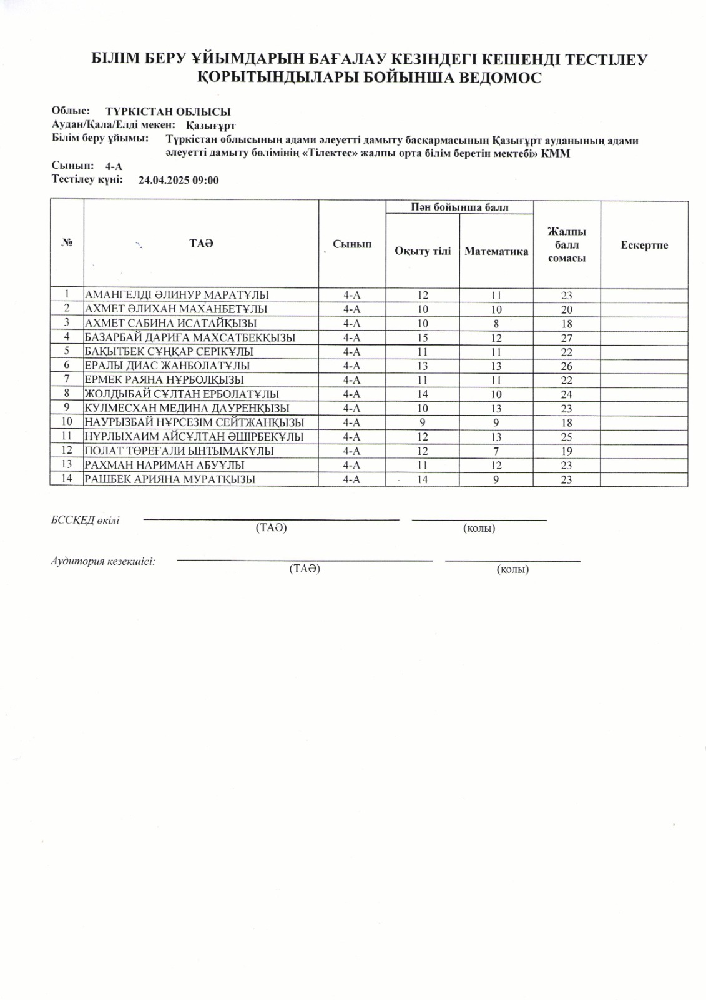 БІЛІМ БЕРУ ҰЙЫМДАРЫН БАҒАЛАУ КЕЗІНДЕГІ КЕШЕНДІ ТЕСТІЛЕУ
ҚОРЫТЫНДЫЛАРЫ БОЙЫНША ВЕДОМОС
Облыс: ТҮРКІСТАН ОБЛЫСЫ
Аудан/Қала/Елді мекен: Қазығұрт
Білім беру ұйымы: Түркістан облысының адами әлеуетті дамыту басқармасының Қазығұрт ауданының адами
әлеуетті дамыту бөлімінің «Тілектес» жалпы орта білім беретін мектебі» КММ
Сынып: 4-А
Тестілеу күні: 24.04.2025 09:00
№ ТАӘ Сынып Пән бойынша балл Жалпы балл сомасы Ескертпе
Оқыту тілі Математика
1 АМАНГЕЛДІ ӘЛИНУР МАРАТҰЛЫ 4-А 12 11 23
2 АХМЕТ ӘЛИХАН МАХАНБЕТҰЛЫ 4-А 10 10 20
3 АХМЕТ САБИНА ИСАТАЙҚЫЗЫ 4-А 10 8 18
4 БАЗАРБАЙ ДАРИҒА МАХСАТБЕКҚЫЗЫ 4-А 15 12 27
5 БАҚЫТБЕК СҰҢҚАР СЕРІКҰЛЫ 4-А 11 11 22
6 ЕРАЛЫ ДИАС ЖАНБОЛАТҰЛЫ 4-А 13 13 26
7 ЕРМЕК РАЯНА НҰРБОЛҚЫЗЫ 4-А 11 11 22
8 ЖОЛДЫБАЙ СҰЛТАН ЕРБОЛАТҰЛЫ 4-А 14 10 24
9 КУЛМЕСХАН МЕДИНА ДАУРЕНҚЫЗЫ 4-А 10 13 23
10 НАУРЫЗБАЙ НҰРСЕЗІМ СЕЙТЖАНҚЫЗЫ 4-А 9 9 18
11 НҰРЛЫХАИМ АЙСҰЛТАН ӘШІРБЕКҰЛЫ 4-А 12 13 25
12 ПОЛАТ ТӨРЕҒАЛИ ЫНТЫМАКҰЛЫ 4-А 12 7 19
13 РАХМАН НАРИМАН АБУҰЛЫ 4-А 11 12 23
14 РАШБЕК АРИЯНА МУРАТҚЫЗЫ 4-А 14 9 23
БССҚЕД өкілі
(ТАӘ) (қолы)
Аудитория кезекшісі:
(ТАӘ) (қолы)